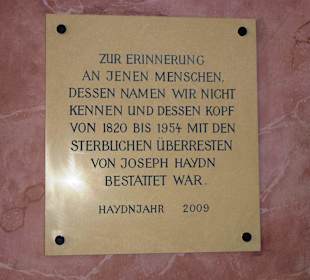 ZUR ERINNERUNG
AN JENEN MENSCHEN,
DESSEN NAMEN WIR NICHT
KENNEN UND DESSEN KOPF
VON 1820 BIS 1954 MIT DEN
STERBLICHEN ÜBERRESTEN
VON JOSEPH HAYDN
BESTATTET WAR.
HAYDNJAHR 2009